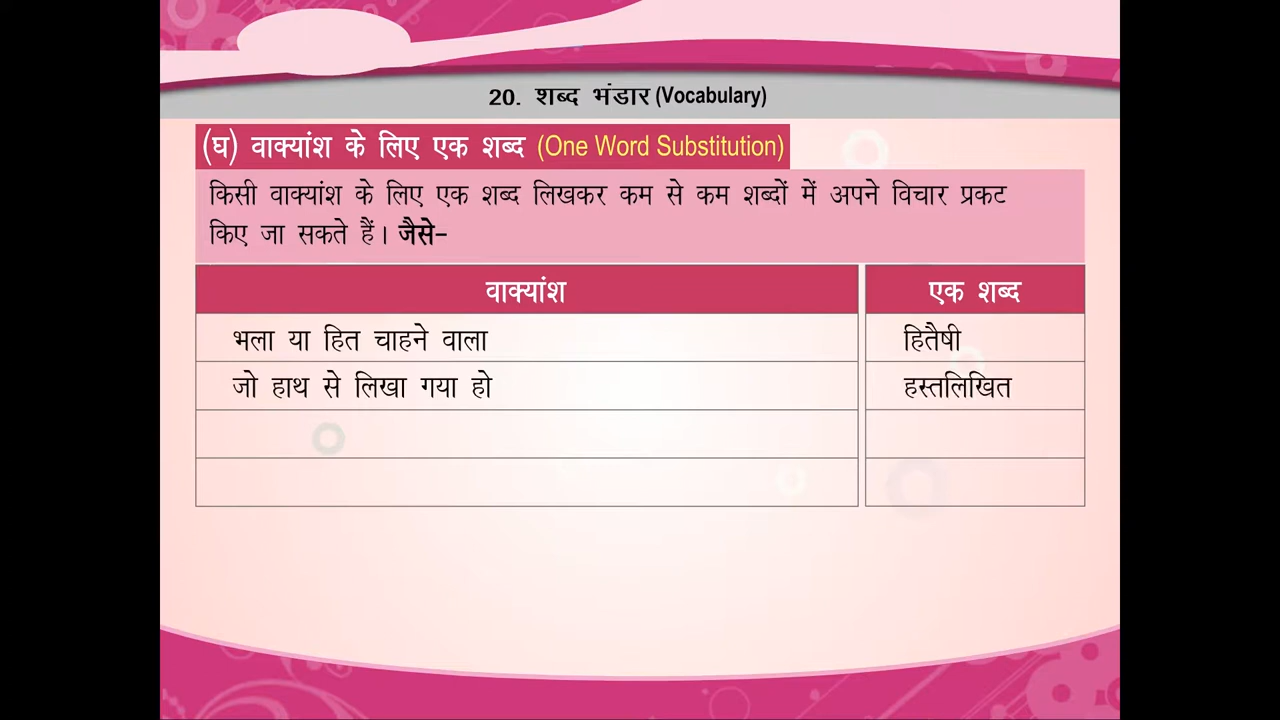 20. शब्द भंडार (Vocabulary)
(घ) वाक्यांश के लिए एक शब्द (One Word Substitution)
किसी वाक्यांश के लिए एक शब्द लिखकर कम से कम शब्दों में अपने विचार प्रकट
किए जा सकते हैं। जैसे-
वाक्यांश एक शब्द
भला या हित चाहने वाला हितैषी
जो हाथ से लिखा गया हो हस्तलिखित